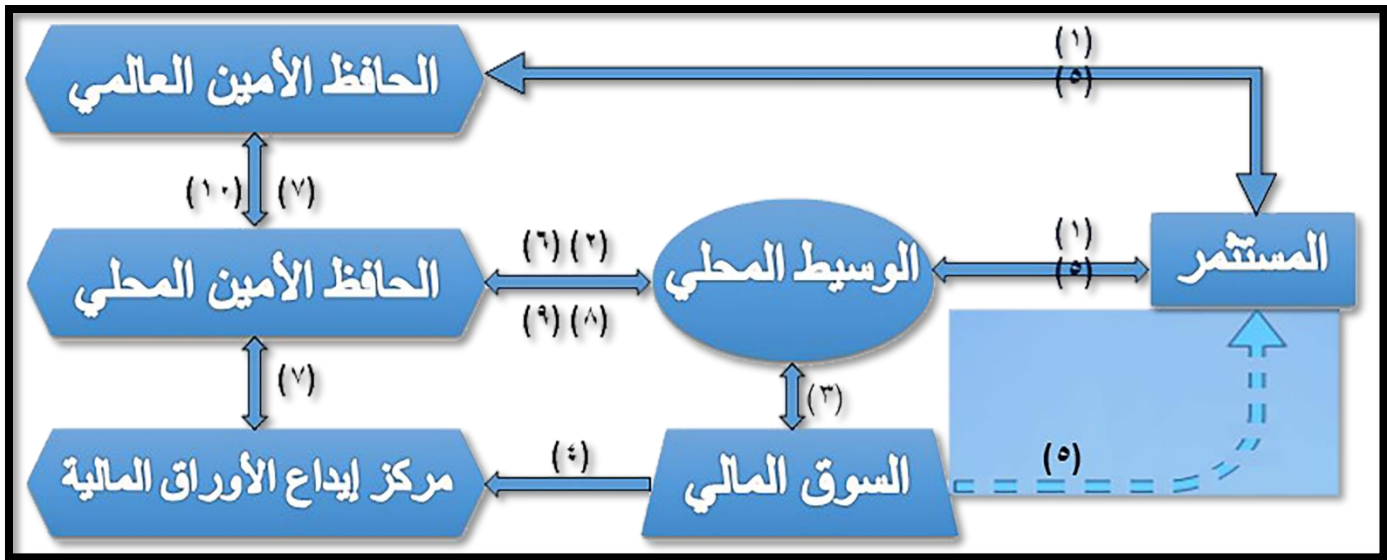 (١)
الحافظ الأمين العالمي
(٥)
(٧)
(١٠)
(١)
(٢) (٦)
المستثمر
الوسيط المحلي
الحافظ الأمين المحلي
(٥)
(٨) (٩)
(٧)
(٣)
(٤)
(٥)
السوق المالي
مركز إيداع الأوراق المالية